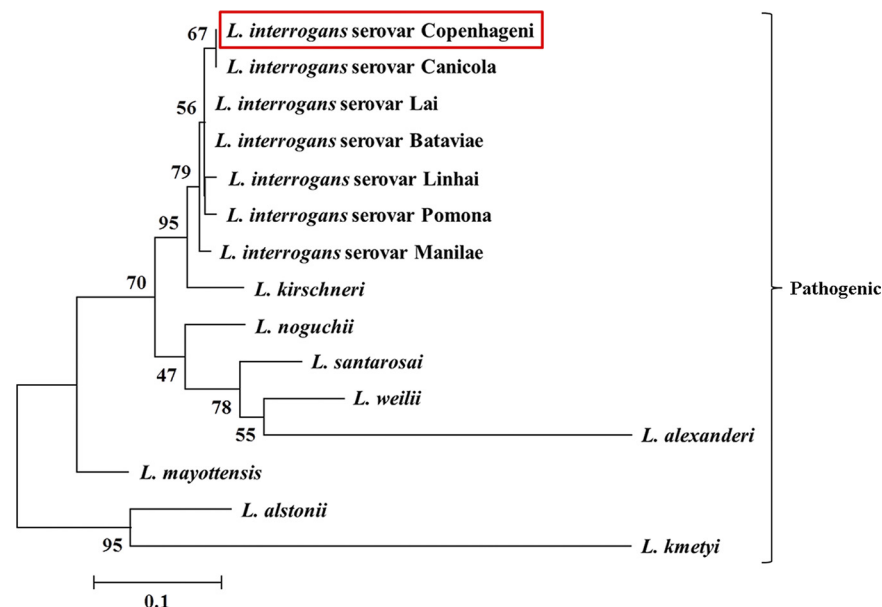 67
L. interrogans serovar Copenhageni
L. interrogans serovar Canicola
56
L. interrogans serovar Lai
L. interrogans serovar Bataviae
79
L. interrogans serovar Linhai
95
L. interrogans serovar Pomona
L. interrogans serovar Manilae
70
L. kirschneri
Pathogenic
L. noguchii
47
L. santarosai
78
L. weilii
55
L. alexanderi
L. mayottensis
L. alstonii
95
L. kmetyi
0.1